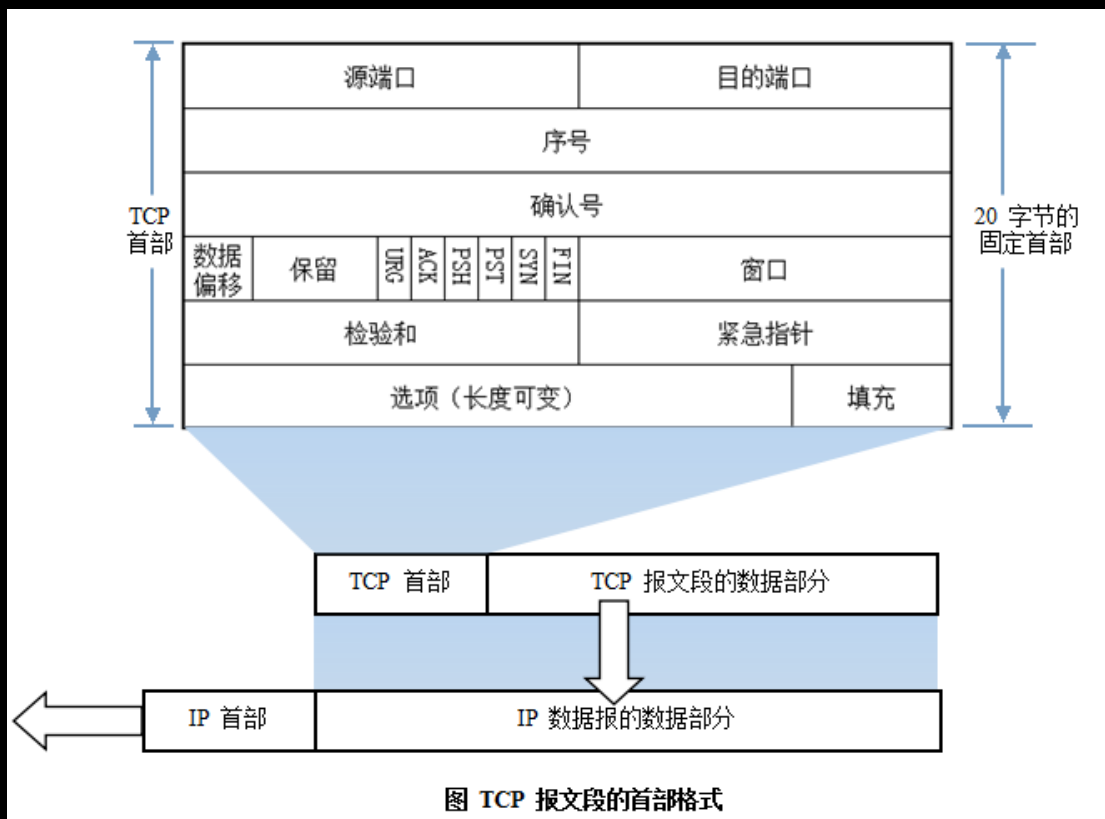 源端口 目的端口
序号
确认号
TCP
首部
20 字节的
固定首部
数据
偏移
保留 URG ACK PSH PST SYN FIN 窗口
检验和 紧急指针
选项（长度可变） 填充
TCP 首部 TCP 报文段的数据部分
IP 首部 IP 数据报的数据部分
图 TCP 报文段的首部格式